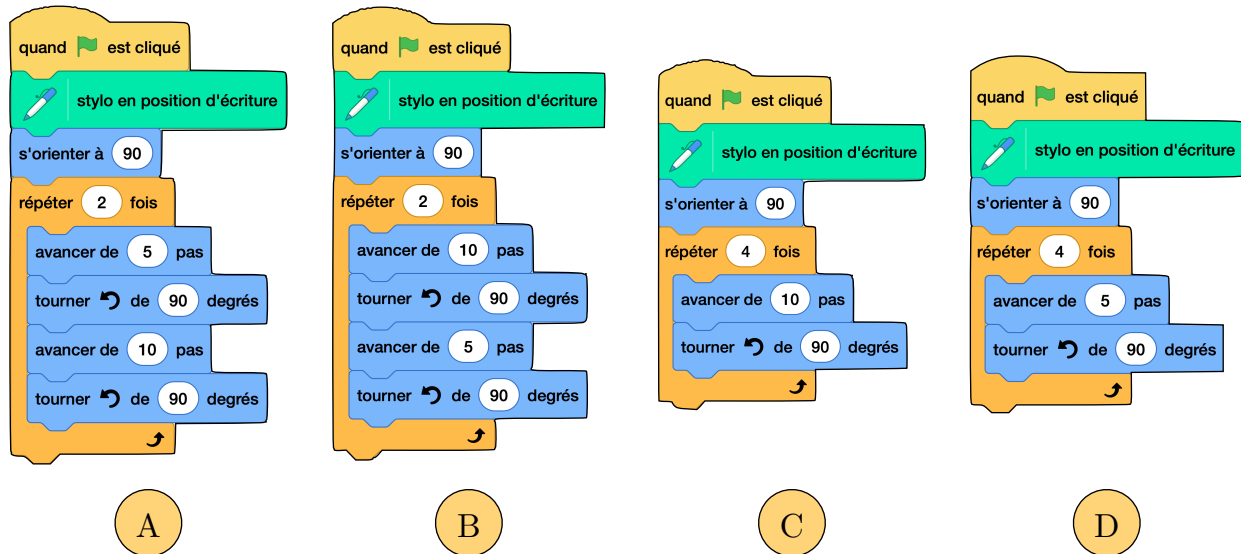 quand est cliqué
stylo en position d'écriture
s'orienter à 90
répéter 2 fois
avancer de 5 pas
tourner de 90 degrés
avancer de 10 pas
tourner de 90 degrés
A
quand est cliqué
stylo en position d'écriture
s'orienter à 90
répéter 2 fois
avancer de 10 pas
tourner de 90 degrés
avancer de 5 pas
tourner de 90 degrés
B
quand est cliqué
stylo en position d'écriture
s'orienter à 90
répéter 4 fois
avancer de 10 pas
tourner de 90 degrés
C
quand est cliqué
stylo en position d'écriture
s'orienter à 90
répéter 4 fois
avancer de 5 pas
tourner de 90 degrés
D